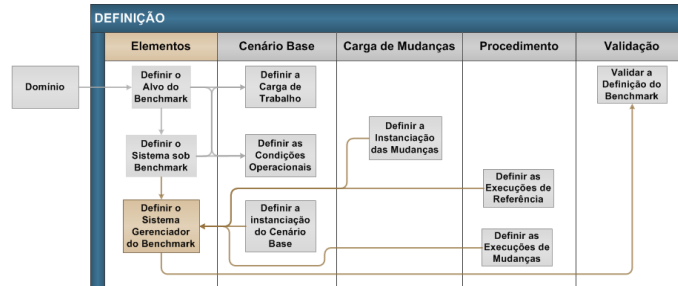 DEFINIÇÃO
Elementos
Cenário Base
Carga de Mudanças
Procedimento
Validação
Domínio
Definir o
Alvo do
Benchmark
Definir a
Carga de
Trabalho
Validar a
Definição do
Benchmark
Definir o
Sistema sob
Benchmark
Definir as
Condições
Operacionais
Definir a
Instanciação
das Mudanças
Definir as
Execuções de
Referência
Definir o
Sistema
Gerenciador
do Benchmark
Definir a
instanciação
do Cenário
Base
Definir as
Execuções de
Mudanças